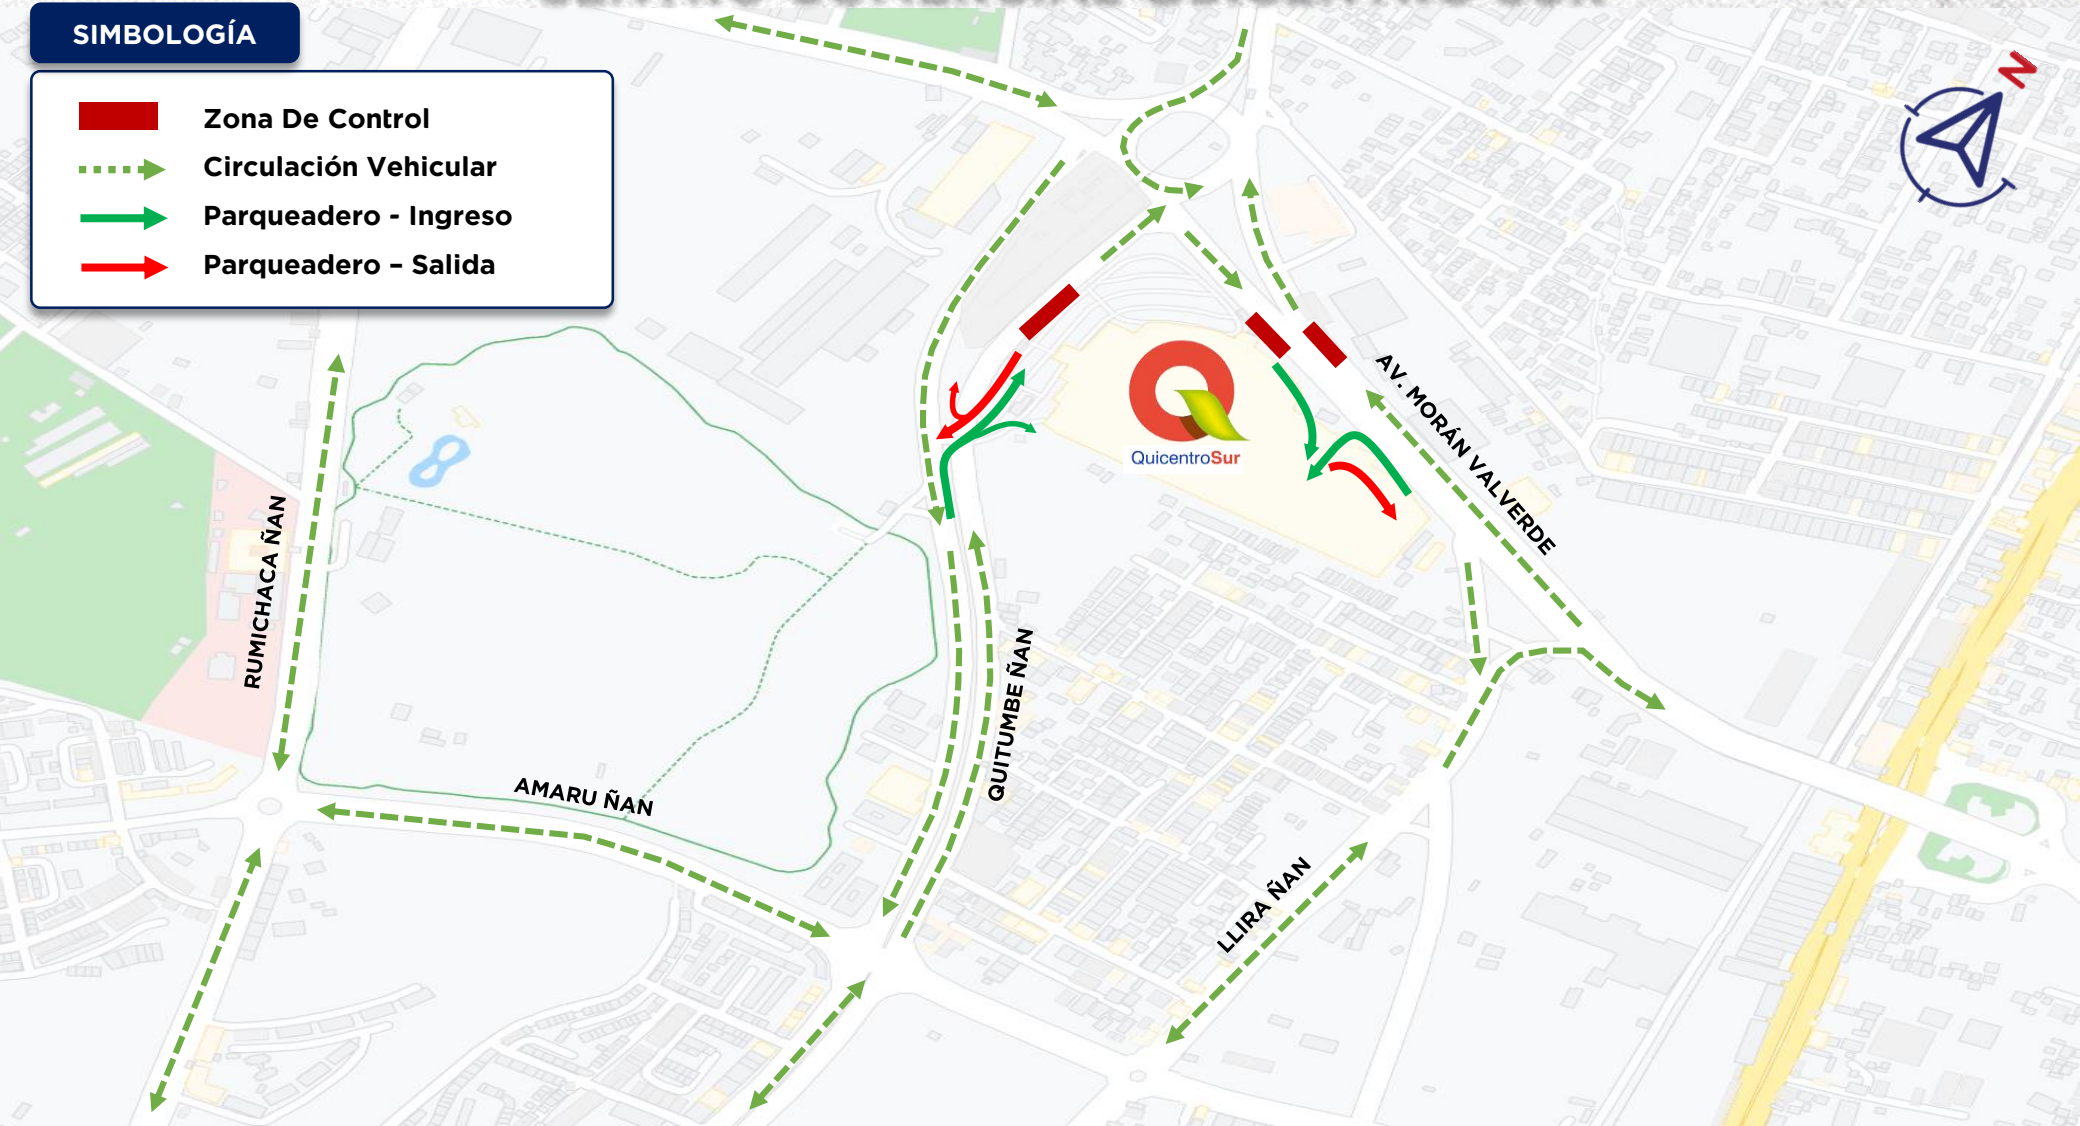 SIMBOLOGÍA
Zona De Control
Circulación Vehicular
Parqueadero - Ingreso
Parqueadero – Salida
N
QuicentroSur
AV. MORÁN VALVERDE
RUMICHACA ÑAN
QUITUMBE ÑAN
AMARU ÑAN
LLIRA ÑAN